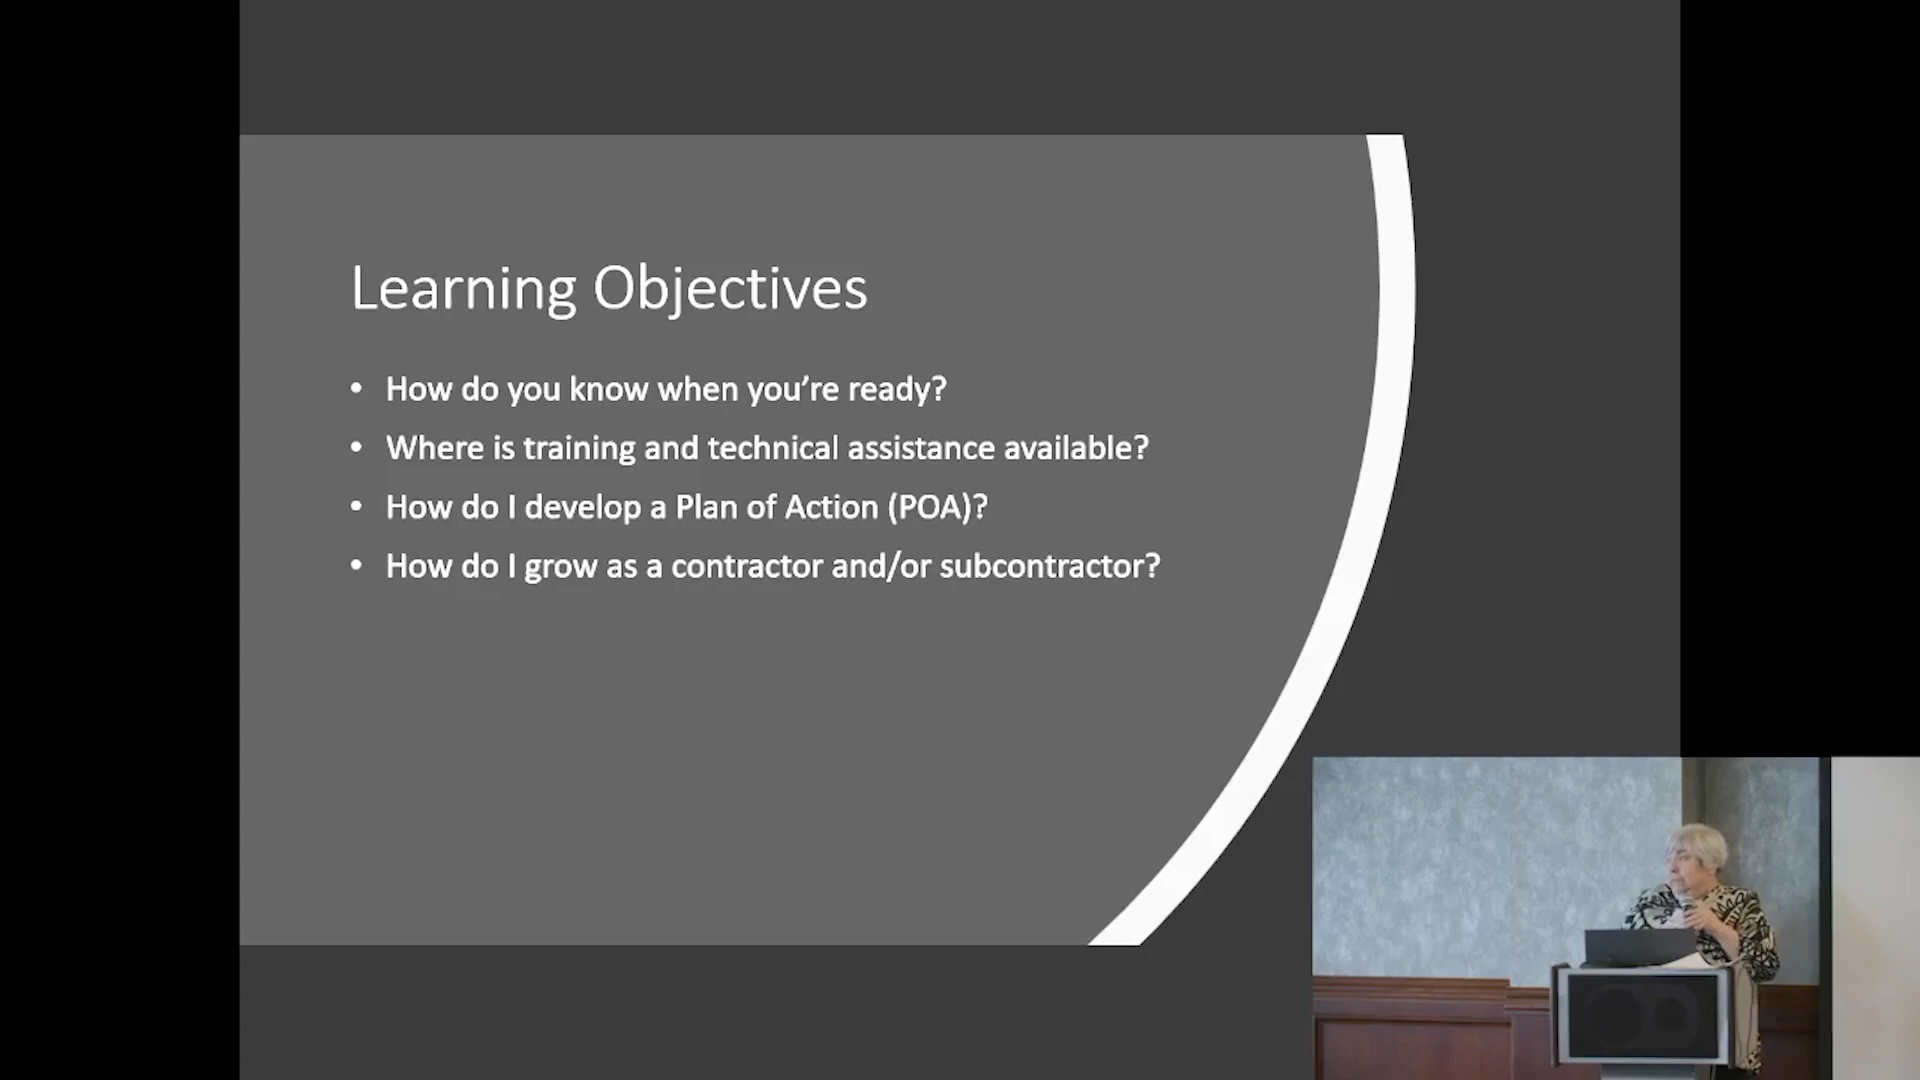 Learning Objectives
• How do you know when you’re ready?
• Where is training and technical assistance available?
• How do I develop a Plan of Action (POA)?
• How do I grow as a contractor and/or subcontractor?